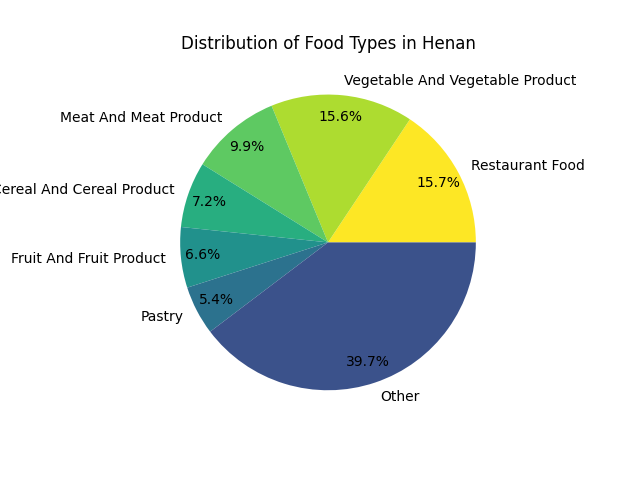 Distribution of Food Types in Henan
Vegetable And Vegetable Product
15.6%
Meat And Meat Product
9.9%
Restaurant Food
15.7%
Cereal And Cereal Product
7.2%
Fruit And Fruit Product
6.6%
Pastry
5.4%
39.7%
Other